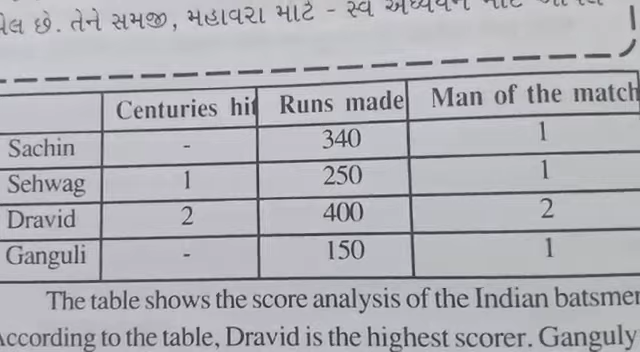 છે. તેને સમજી, મહાવરા માટે - સ્વ
Centuries hit Runs made Man of the match
Sachin - 340 1
Sehwag 1 250 1
Dravid 2 400 2
Ganguli - 150 1
The table shows the score analysis of the Indian batsmen
According to the table, Dravid is the highest scorer. Ganguly